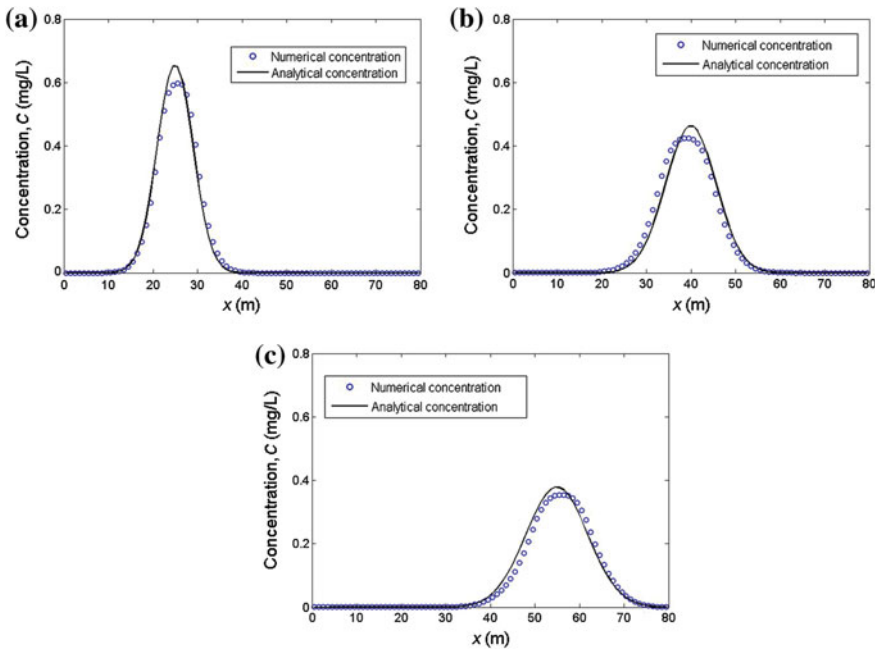 (a)
0.8
0.6
0.4
0.2
0
Concentration, C (mg/L)
Numerical concentration
Analytical concentration
0 10 20 30 40 50 60 70 80
x (m)
(b)
0.8
0.6
0.4
0.2
0
Concentration, C (mg/L)
Numerical concentration
Analytical concentration
0 10 20 30 40 50 60 70 80
x (m)
(c)
0.8
0.6
0.4
0.2
0
Concentration, C (mg/L)
Numerical concentration
Analytical concentration
0 10 20 30 40 50 60 70 80
x (m)